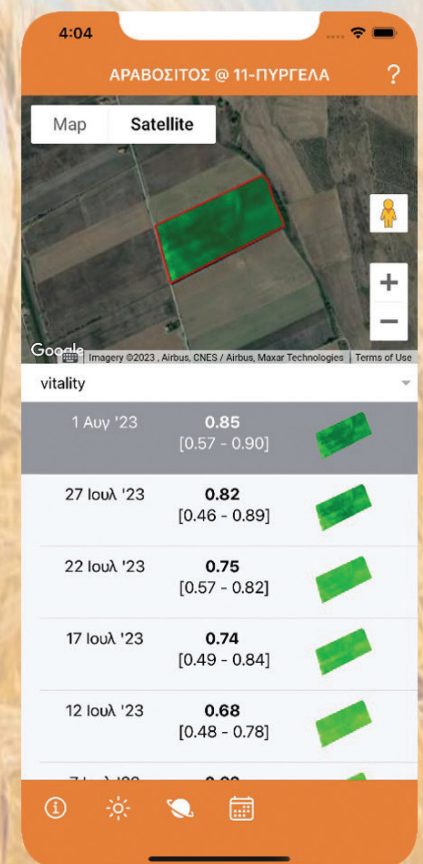 4:04
ΑΡΑΒΟΣΙΤΟΣ @ 11-ΠΥΡΓΕΛΑ ?
Map Satellite
+
−
Google
Imagery ©2023 , Airbus, CNES / Airbus, Maxar Technologies Terms of Use
vitality
1 Αυγ '23 0.85
[0.57 - 0.90]
27 Ιουλ '23 0.82
[0.46 - 0.89]
22 Ιουλ '23 0.75
[0.57 - 0.82]
17 Ιουλ '23 0.74
[0.49 - 0.84]
12 Ιουλ '23 0.68
[0.48 - 0.78]